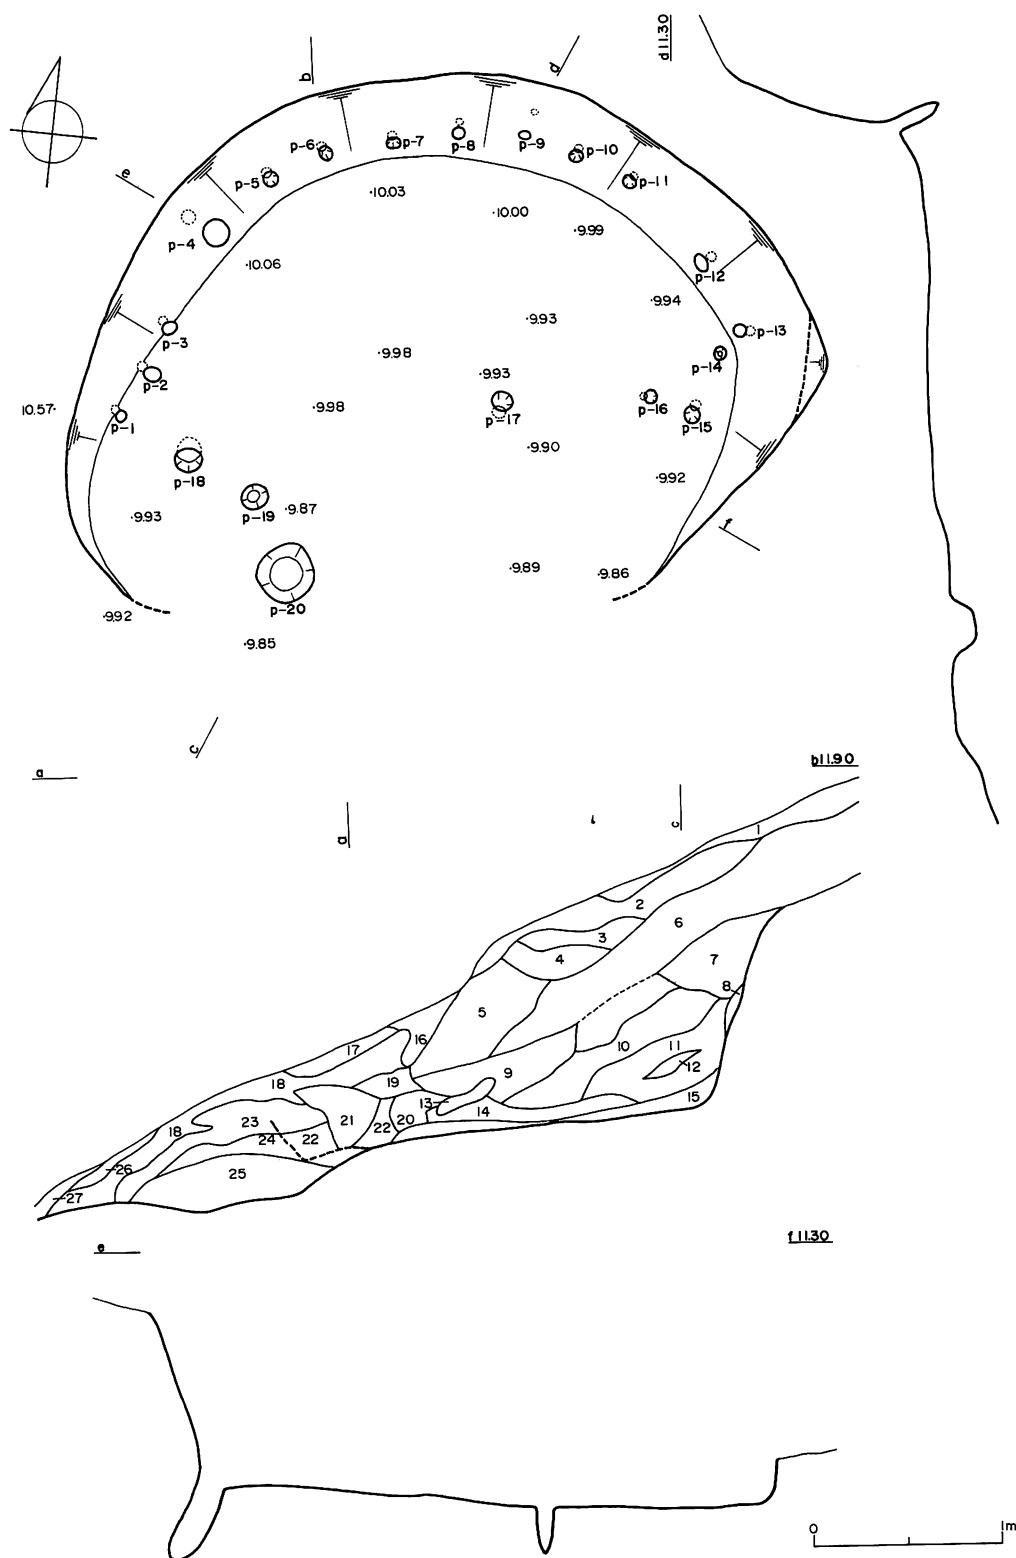 d 11.30
b
d
e
p-6
p-7
p-8
p-9
p-10
p-5
p-11
·10.03
·10.00
·9.99
p-4
·10.06
p-12
·9.94
·9.93
p-3
p-13
·9.98
p-14
p-2
·9.93
10.57·
·9.98
p-16
p-1
p-17
p-15
·9.90
p-18
·9.92
p-19
·9.87
·9.93
f
·9.89
·9.86
p-20
·9.92
·9.85
c
a
b11.90
d
c
1
2
6
3
4
7
8
5
16
17
10
11
12
18
19
9
13
14
15
23
21
20
18
24
22
22
26
25
27
e
f 11.30
0
1m